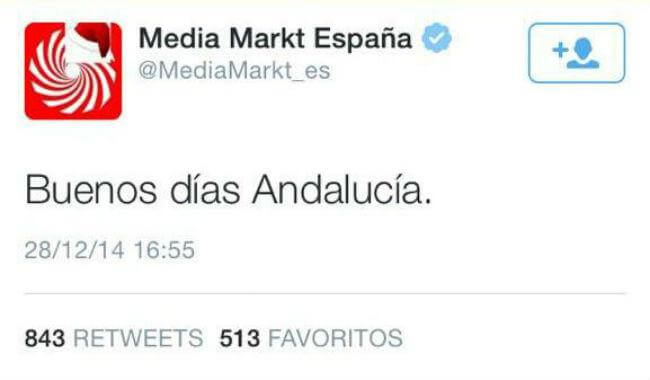 Media Markt España
@MediaMarkt_es
Buenos días Andalucía.
28/12/14 16:55
843 RETWEETS 513 FAVORITOS